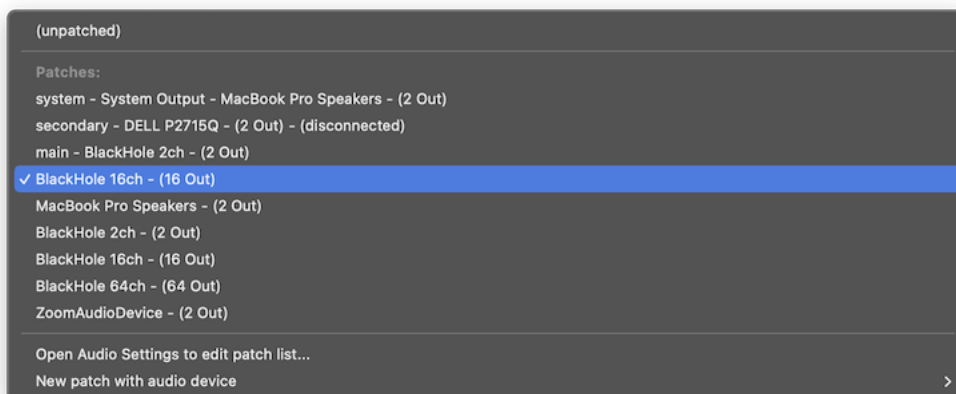 (unpatched)
Patches:
system - System Output - MacBook Pro Speakers - (2 Out)
secondary - DELL P2715Q - (2 Out) - (disconnected)
main - BlackHole 2ch - (2 Out)
✓ BlackHole 16ch - (16 Out)
MacBook Pro Speakers - (2 Out)
BlackHole 2ch - (2 Out)
BlackHole 16ch - (16 Out)
BlackHole 64ch - (64 Out)
ZoomAudioDevice - (2 Out)
Open Audio Settings to edit patch list...
New patch with audio device